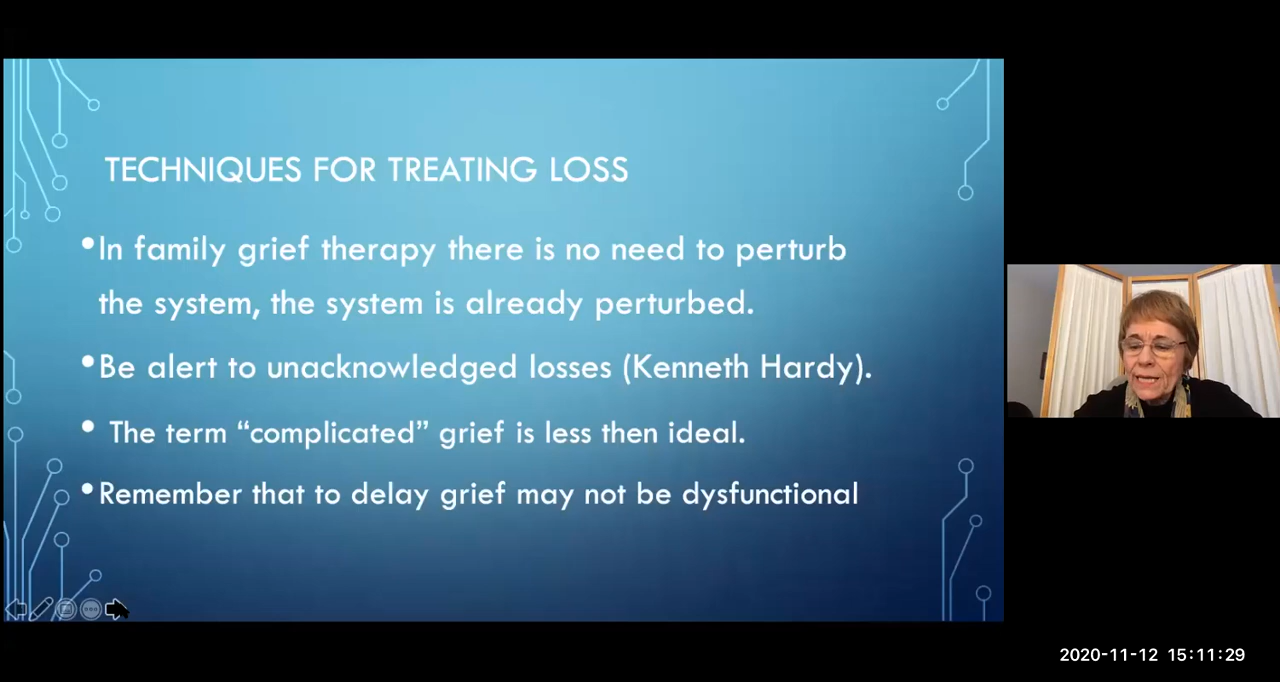 TECHNIQUES FOR TREATING LOSS
•In family grief therapy there is no need to perturb
the system, the system is already perturbed.
•Be alert to unacknowledged losses (Kenneth Hardy).
• The term “complicated” grief is less then ideal.
•Remember that to delay grief may not be dysfunctional
2020-11-12 15:11:29